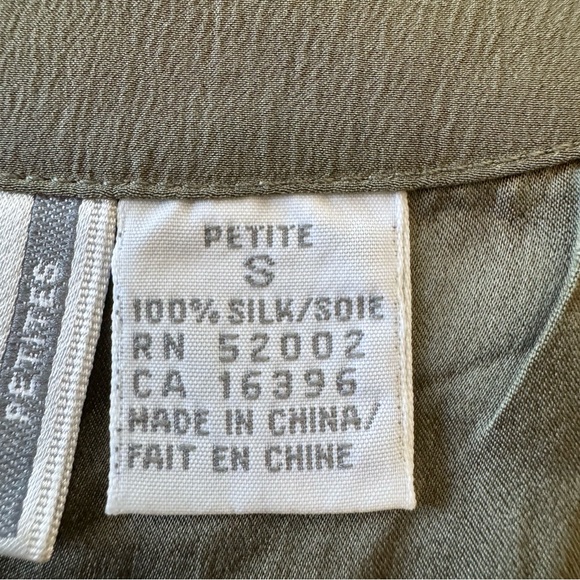 PETITE
S
100% SILK/SOIE
RN 52002
CA 16396
MADE IN CHINA/
FAIT EN CHINE
PETITES